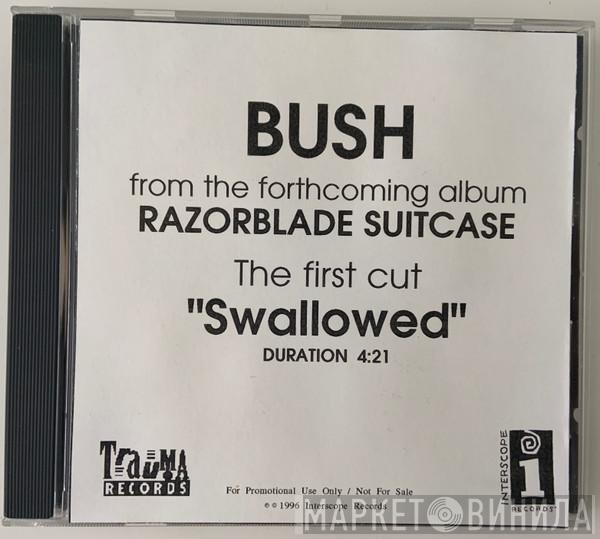 BUSH
from the forthcoming album
RAZORBLADE SUITCASE
The first cut
"Swallowed"
DURATION 4:21
TRAUMA
RECORDS
INTERSCOPE
i
RECORDS
For Promotional Use Only / Not For Sale
℗ © 1996 Interscope Records
МАРКЕТ ВИНИЛА